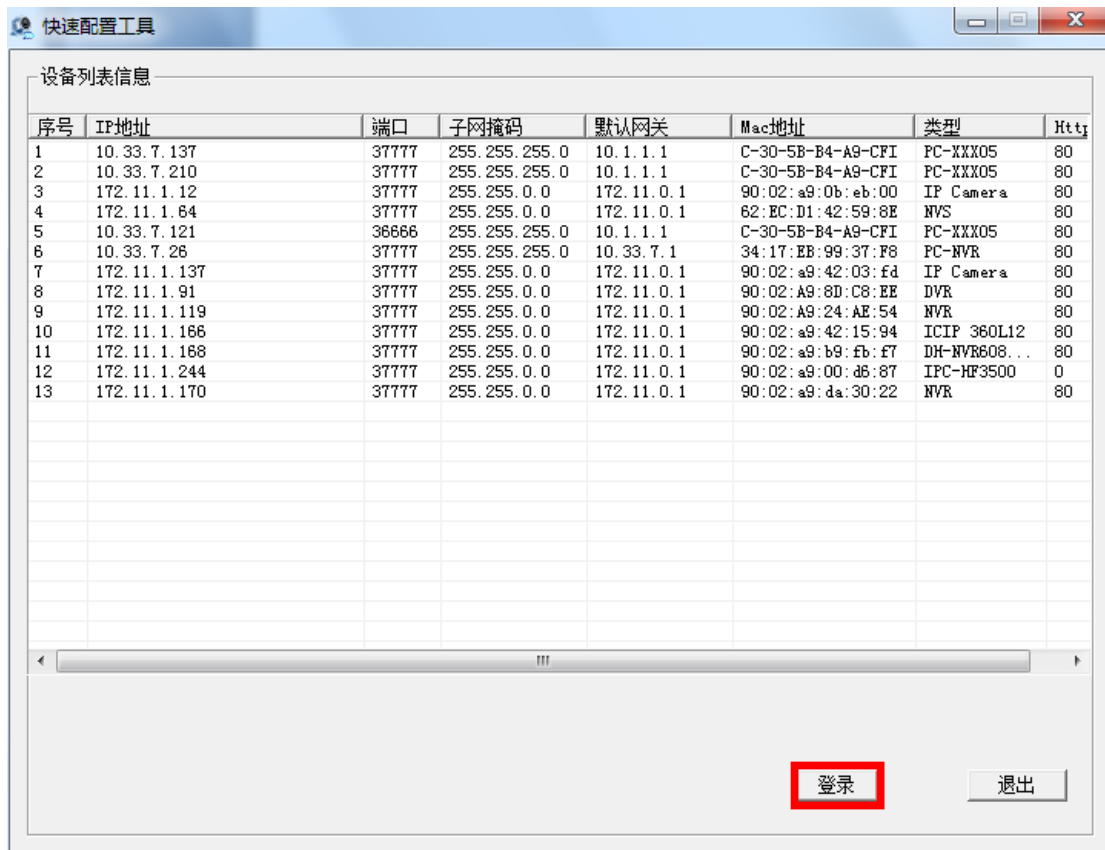 快速配置工具
设备列表信息
序号 IP地址 端口 子网掩码 默认网关 Mac地址 类型 Http
1 10.33.7.137 37777 255.255.255.0 10.1.1.1 C-30-5B-B4-A9-CFI PC-XXX05 80
2 10.33.7.210 37777 255.255.255.0 10.1.1.1 C-30-5B-B4-A9-CFI PC-XXX05 80
3 172.11.1.12 37777 255.255.0.0 172.11.0.1 90:02:a9:0b:eb:00 IP Camera 80
4 172.11.1.64 37777 255.255.0.0 172.11.0.1 62:EC:D1:42:59:8E NVS 80
5 10.33.7.121 36666 255.255.255.0 10.1.1.1 C-30-5B-B4-A9-CFI PC-XXX05 80
6 10.33.7.26 37777 255.255.255.0 10.33.7.1 34:17:EB:99:37:F8 PC-NVR 80
7 172.11.1.137 37777 255.255.0.0 172.11.0.1 90:02:a9:42:03:fd IP Camera 80
8 172.11.1.91 37777 255.255.0.0 172.11.0.1 90:02:A9:8D:C8:EE DVR 80
9 172.11.1.119 37777 255.255.0.0 172.11.0.1 90:02:A9:24:AE:54 NVR 80
10 172.11.1.166 37777 255.255.0.0 172.11.0.1 90:02:a9:42:15:94 ICIP 360L12 80
11 172.11.1.168 37777 255.255.0.0 172.11.0.1 90:02:a9:b9:fb:f7 DH-NVR608... 80
12 172.11.1.244 37777 255.255.0.0 172.11.0.1 90:02:a9:00:d6:87 IPC-HF3500 0
13 172.11.1.170 37777 255.255.0.0 172.11.0.1 90:02:a9:da:30:22 NVR 80
登录 退出